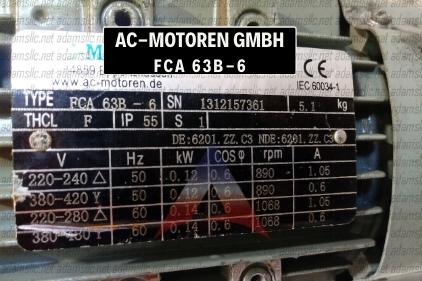 AC-MOTOREN GMBH
FCA 63B-6
www.ac-motoren.de
IEC 60034-1
TYPE FCA 63B - 6 SN 1312157361 5.1 kg
THCL F IP 55 S 1
DE:6201.ZZ.C3 NDE:6201.ZZ.C3
V Hz kW COSφ rpm A
220-240 △ 50 0.12 0.6 890 1.05
380-420 Y 50 0.12 0.6 890 0.6
220-280 △ 60 0.14 0.6 1068 1.05
380-480 Y 60 0.14 0.6 1068 0.6